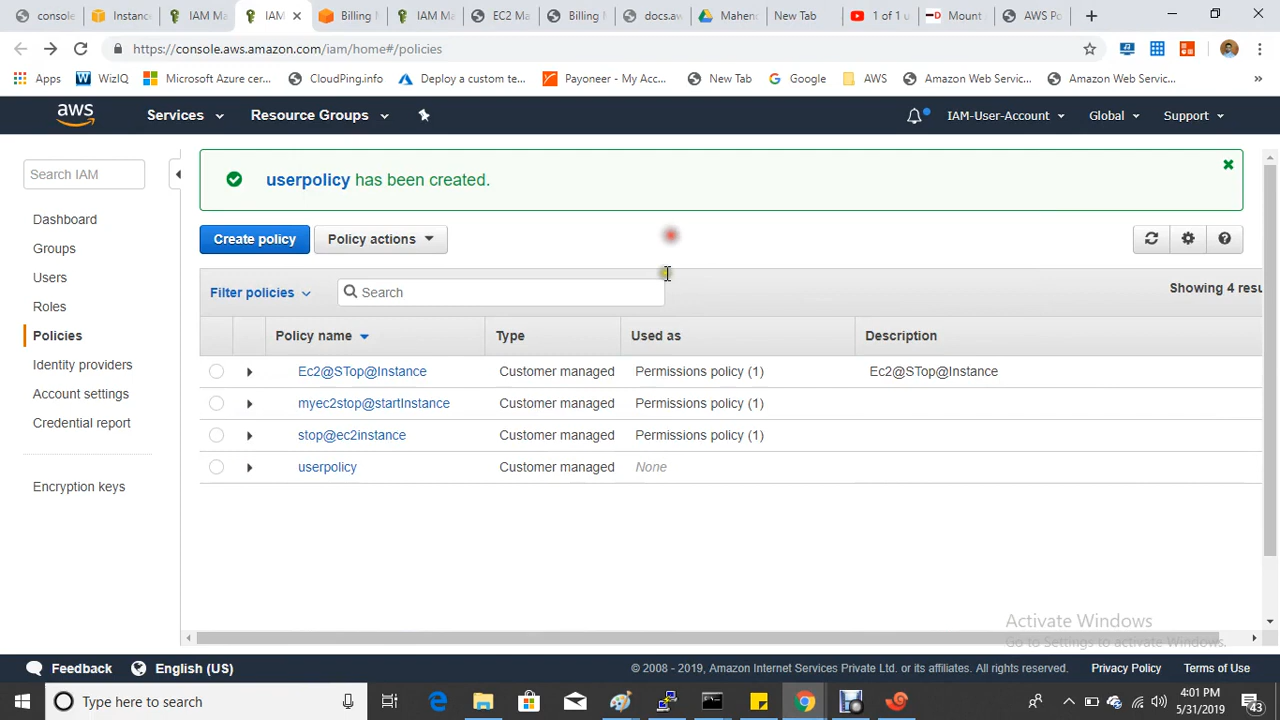 consol
Instanc
IAM Ma
IAM
Billing
IAM Ma
EC2 Ma
Billing
docs.aw
Mahen
New Tab
1 of 1 u
Mount
AWS Po
https://console.aws.amazon.com/iam/home#/policies
Apps
WizIQ
Microsoft Azure cer...
CloudPing.info
Deploy a custom te...
Payoneer - My Acc...
New Tab
Google
AWS
Amazon Web Servic...
Amazon Web Servic...
»
aws
Services
Resource Groups
IAM-User-Account
Global
Support
Search IAM
Dashboard
Groups
Users
Roles
Policies
Identity providers
Account settings
Credential report
Encryption keys
userpolicy has been created.
Create policy
Policy actions
Filter policies
Search
Showing 4 resu
Policy name Type Used as Description
Ec2@STop@Instance Customer managed Permissions policy (1) Ec2@STop@Instance
myec2stop@startInstance Customer managed Permissions policy (1)
stop@ec2instance Customer managed Permissions policy (1)
userpolicy Customer managed None
Activate Windows
Go to Settings to activate Windows.
Feedback
English (US)
© 2008 - 2019, Amazon Internet Services Private Ltd. or its affiliates. All rights reserved.
Privacy Policy
Terms of Use
Type here to search
4:01 PM
5/31/2019
43